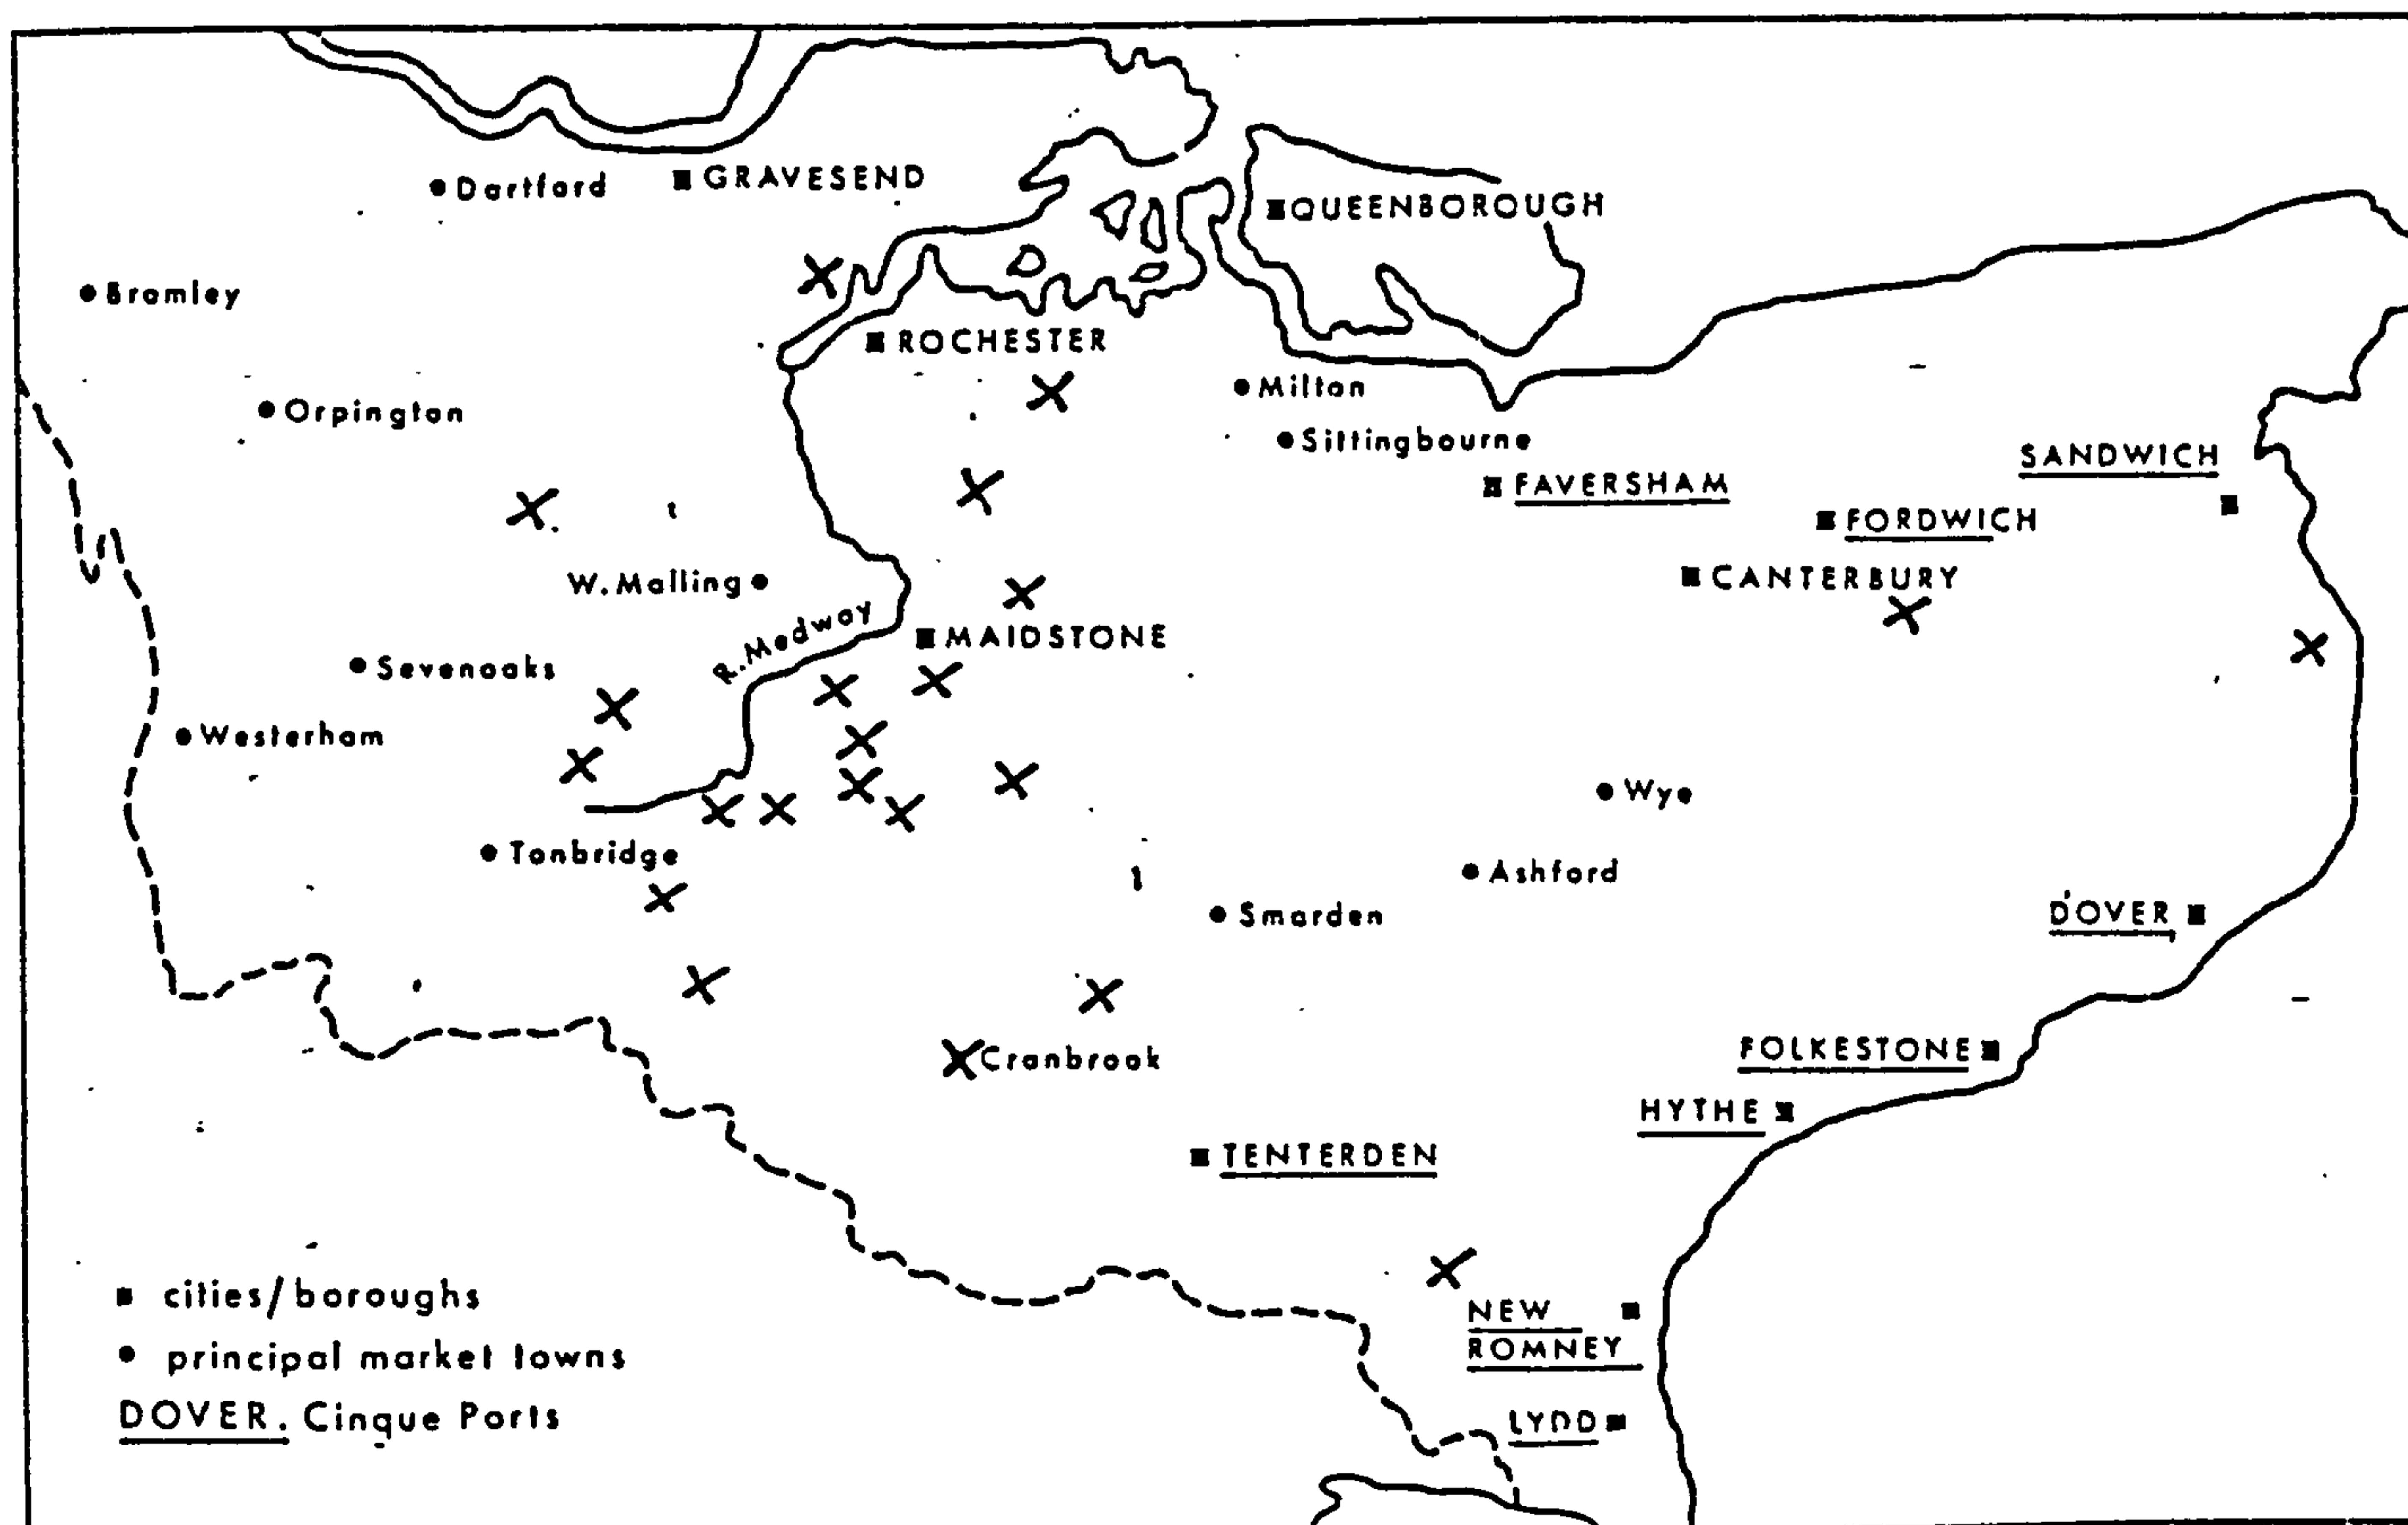 Dartford
GRAVESEND
QUEENBOROUGH
Bromley
ROCHESTER
Milton
Orpington
Sittingbourne
SANDWICH
FAVERSHAM
FORDWICH
CANTERBURY
W.Malling
R.Medway
MAIDSTONE
Sevenoaks
Westerham
Wye
Tonbridge
Ashford
Smarden
DOVER
Cranbrook
FOLKESTONE
HYTHE
TENTERDEN
NEW
ROMNEY
LYDD
cities/boroughs
principal market towns
DOVER. Cinque Ports